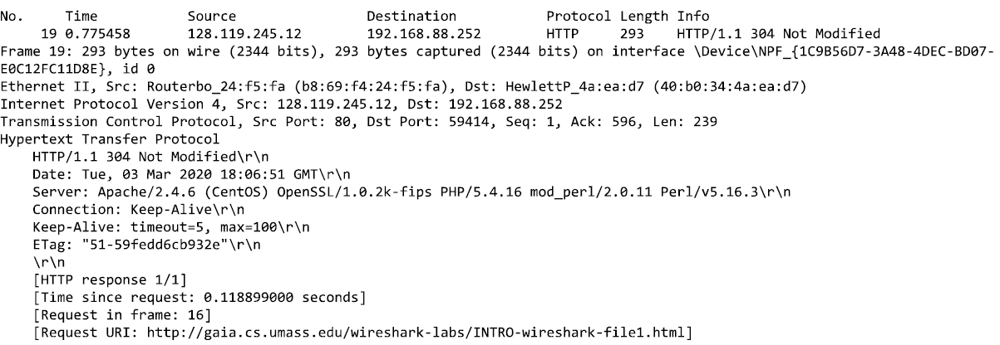 No. Time Source Destination Protocol Length Info
19 0.775458 128.119.245.12 192.168.88.252 HTTP 293 HTTP/1.1 304 Not Modified
Frame 19: 293 bytes on wire (2344 bits), 293 bytes captured (2344 bits) on interface \Device\NPF_{1C9B56D7-3A48-4DEC-BD07-
E0C12FC11D8E}, id 0
Ethernet II, Src: Routerbo_24:f5:fa (b8:69:f4:24:f5:fa), Dst: HewlettP_4a:ea:d7 (40:b0:34:4a:ea:d7)
Internet Protocol Version 4, Src: 128.119.245.12, Dst: 192.168.88.252
Transmission Control Protocol, Src Port: 80, Dst Port: 59414, Seq: 1, Ack: 596, Len: 239
Hypertext Transfer Protocol
HTTP/1.1 304 Not Modified\r\n
Date: Tue, 03 Mar 2020 18:06:51 GMT\r\n
Server: Apache/2.4.6 (CentOS) OpenSSL/1.0.2k-fips PHP/5.4.16 mod_perl/2.0.11 Perl/v5.16.3\r\n
Connection: Keep-Alive\r\n
Keep-Alive: timeout=5, max=100\r\n
ETag: "51-59fedd6cb932e"\r\n
\r\n
[HTTP response 1/1]
[Time since request: 0.118899000 seconds]
[Request in frame: 16]
[Request URI: http://gaia.cs.umass.edu/wireshark-labs/INTRO-wireshark-file1.html]